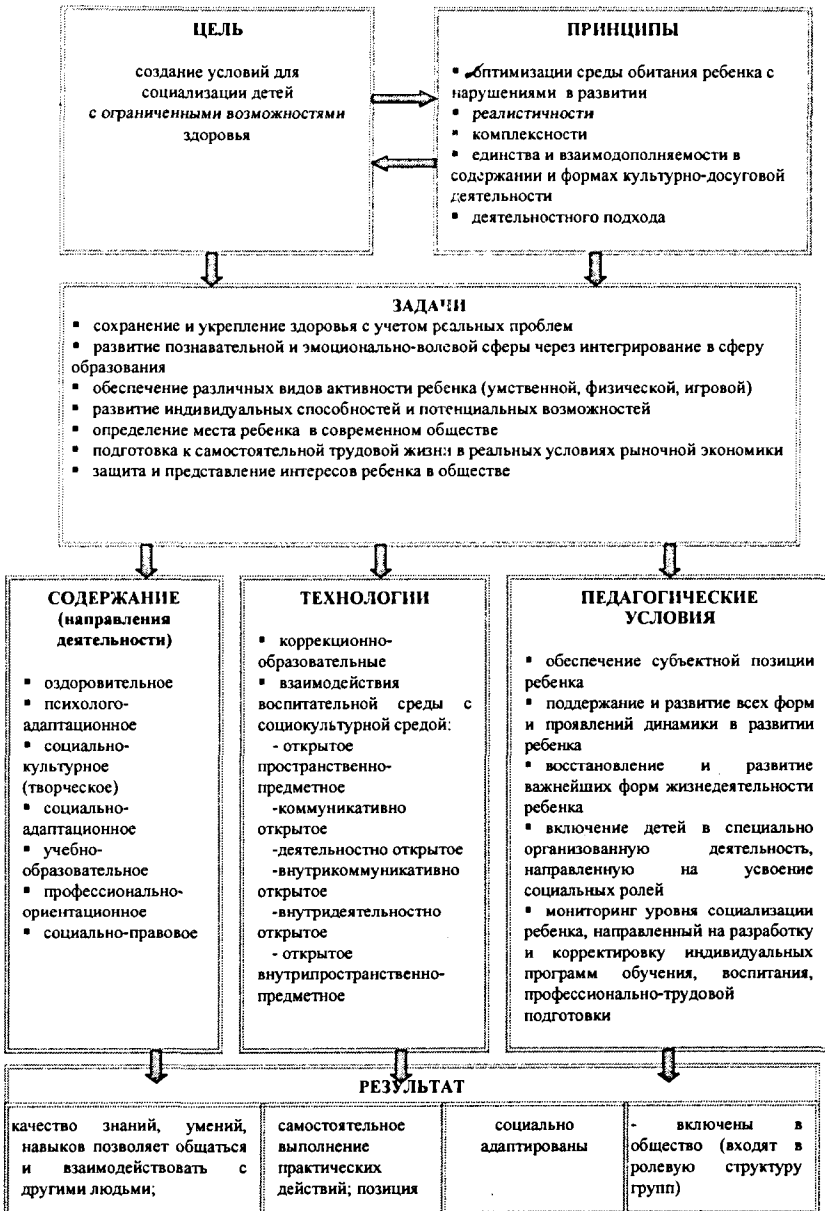 ЦЕЛЬ
создание условий для
социализации детей
с ограниченными возможностями
здоровья
ПРИНЦИПЫ
▪ оптимизации среды обитания ребенка с
нарушениями в развитии
▪ реалистичности
▪ комплексности
▪ единства и взаимодополняемости в
содержании и формах культурно-досуговой
деятельности
▪ деятельностного подхода
ЗАДАЧИ
▪ сохранение и укрепление здоровья с учетом реальных проблем
▪ развитие познавательной и эмоционально-волевой сферы через интегрирование в сферу
образования
▪ обеспечение различных видов активности ребенка (умственной, физической, игровой)
▪ развитие индивидуальных способностей и потенциальных возможностей
▪ определение места ребенка в современном обществе
▪ подготовка к самостоятельной трудовой жизни в реальных условиях рыночной экономики
▪ защита и представление интересов ребенка в обществе
СОДЕРЖАНИЕ
(направления
деятельности)
▪ оздоровительное
▪ психолого-
адаптационное
▪ социально-
культурное
(творческое)
▪ социально-
адаптационное
▪ учебно-
образовательное
▪ профессионально-
ориентационное
▪ социально-правовое
ТЕХНОЛОГИИ
▪ коррекционно-
образовательные
▪ взаимодействия
воспитательной среды с
социокультурной средой:
- открытое
пространственно-
предметное
-коммуникативно
открытое
-деятельностно открытое
-внутрикоммуникативно
открытое
-внутридеятельностно
открытое
- открытое
внутрипространственно-
предметное
ПЕДАГОГИЧЕСКИЕ
УСЛОВИЯ
▪ обеспечение субъектной позиции
ребенка
▪ поддержание и развитие всех форм
и проявлений динамики в развитии
ребенка
▪ восстановление и развитие
важнейших форм жизнедеятельности
ребенка
▪ включение детей в специально
организованную деятельность,
направленную на усвоение
социальных ролей
▪ мониторинг уровня социализации
ребенка, направленный на разработку
и корректировку индивидуальных
программ обучения, воспитания,
профессионально-трудовой
подготовки
РЕЗУЛЬТАТ
качество знаний, умений,
навыков позволяет общаться
и взаимодействовать с
другими людьми;
самостоятельное
выполнение
практических
действий; позиция
социально
адаптированы
- включены в
общество (входят в
ролевую структуру
групп)